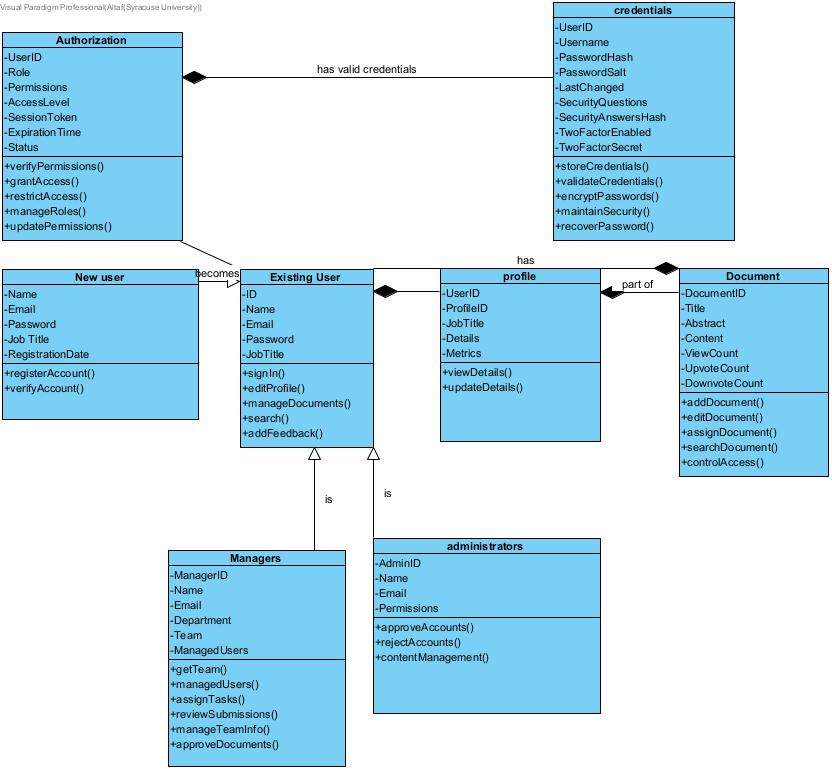 Visual Paradigm Professional(Altaf(Syracuse University))
Authorization
-UserID
-Role
-Permissions
-AccessLevel
-SessionToken
-ExpirationTime
-Status
+verifyPermissions()
+grantAccess()
+restrictAccess()
+manageRoles()
+updatePermissions()
has valid credentials
credentials
-UserID
-Username
-PasswordHash
-PasswordSalt
-LastChanged
-SecurityQuestions
-SecurityAnswersHash
-TwoFactorEnabled
-TwoFactorSecret
+storeCredentials()
+validateCredentials()
+encryptPasswords()
+maintainSecurity()
+recoverPassword()
New user
-Name
-Email
-Password
-Job Title
-RegistrationDate
+registerAccount()
+verifyAccount()
becomes
Existing User
-ID
-Name
-Email
-Password
-JobTitle
+signIn()
+editProfile()
+manageDocuments()
+search()
+addFeedback()
has
profile
-UserID
-ProfileID
-JobTitle
-Details
-Metrics
+viewDetails()
+updateDetails()
part of
Document
-DocumentID
-Title
-Abstract
-Content
-ViewCount
-UpvoteCount
-DownvoteCount
+addDocument()
+editDocument()
+assignDocument()
+searchDocument()
+controlAccess()
is
is
Managers
-ManagerID
-Name
-Email
-Department
-Team
-ManagedUsers
+getTeam()
+managedUsers()
+assignTasks()
+reviewSubmissions()
+manageTeamInfo()
+approveDocuments()
administrators
-AdminID
-Name
-Email
-Permissions
+approveAccounts()
+rejectAccounts()
+contentManagement()